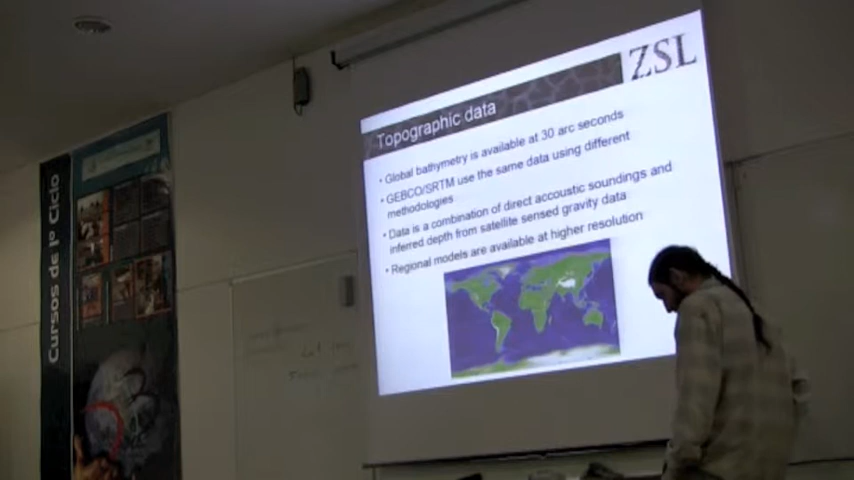 ZSL
Topographic data
• Global bathymetry is available at 30 arc seconds
• GEBCO/SRTM use the same data using different
methodologies
• Data is a combination of direct accoustic soundings and
inferred depth from satellite sensed gravity data
• Regional models are available at higher resolution
Cursos de 1º Ciclo